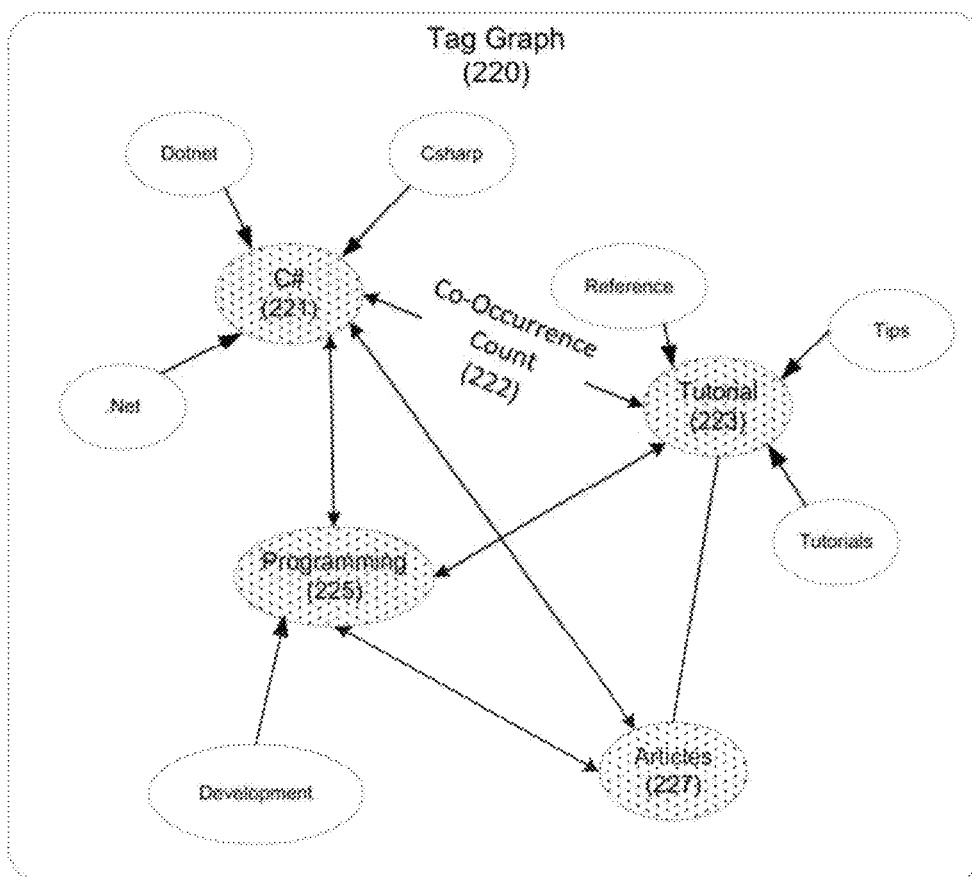 Tag Graph
(220)
Dotnet
Csharp
C#
(221)
Co-Occurrence
Count
(222)
Reference
Tips
.Net
Tutorial
(223)
Tutorials
Programming
(225)
Development
Articles
(227)